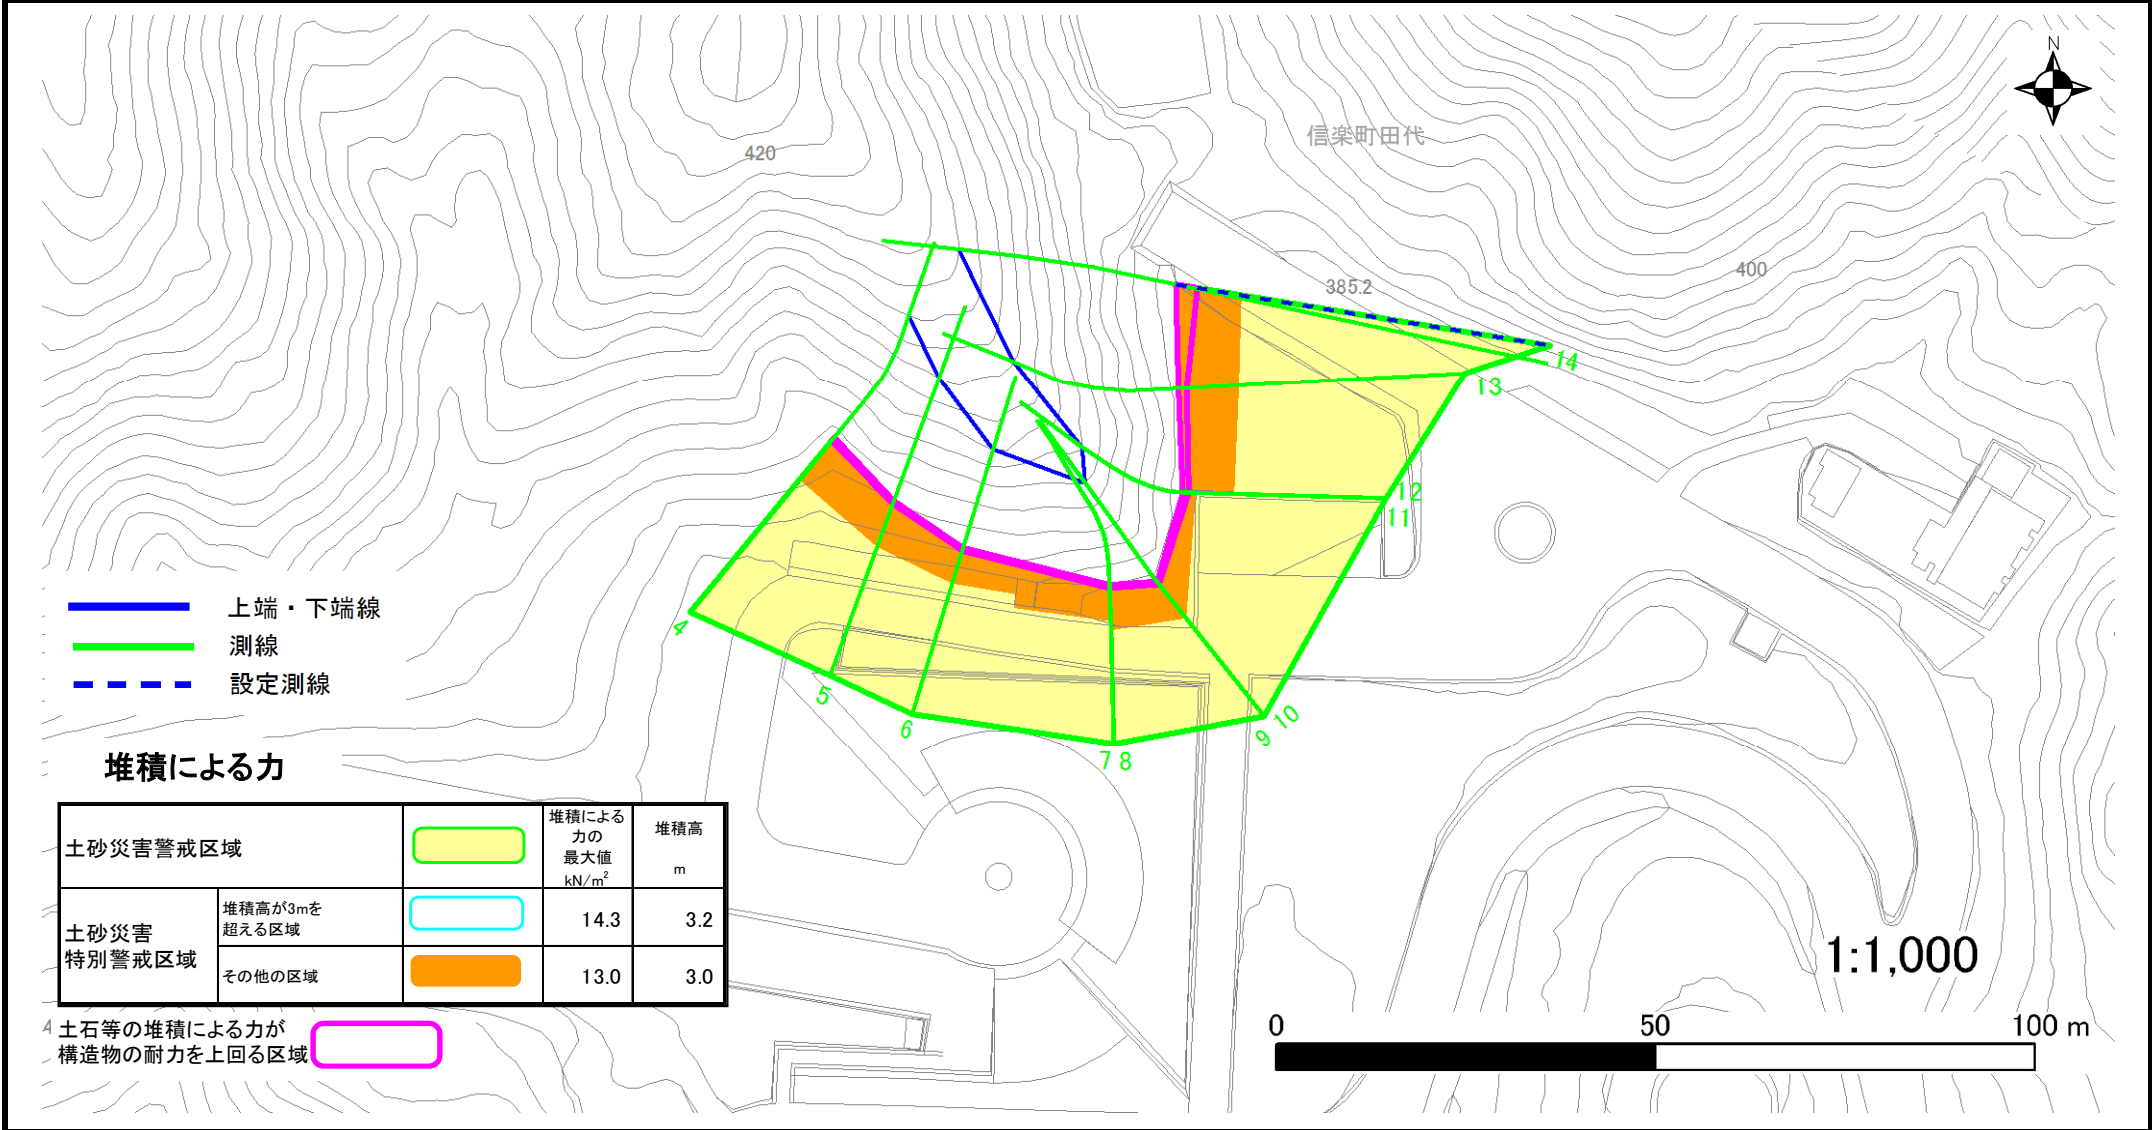 N
信楽町田代
420
400
385.2
14
13
12
11
10
9
7 8
6
5
4
上端・下端線
測線
設定測線
堆積による力
土砂災害警戒区域
堆積による
力の
最大値
kN/m²
堆積高
m
土砂災害
特別警戒区域
堆積高が3mを
超える区域
14.3
3.2
その他の区域
13.0
3.0
土石等の堆積による力が
構造物の耐力を上回る区域
1:1,000
0
50
100 m